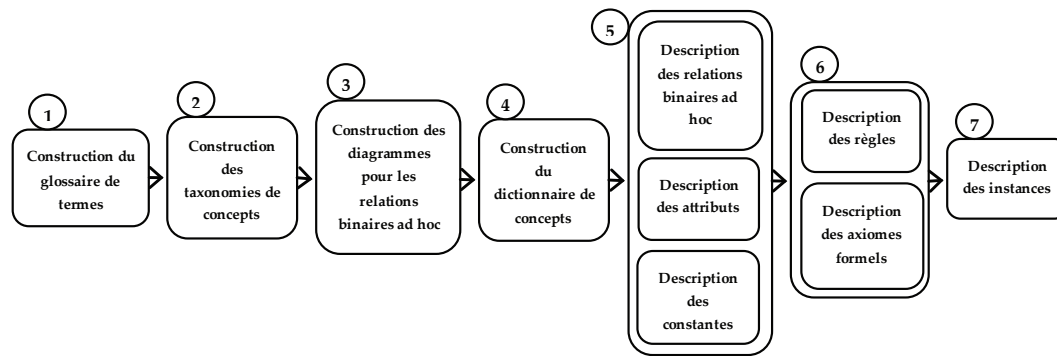 1
Construction du
glossaire de
termes
2
Construction
des
taxonomies de
concepts
3
Construction des
diagrammes
pour les
relations
binaires ad hoc
4
Construction
du
dictionnaire de
concepts
5
Description
des relations
binaires ad
hoc
Description
des attributs
Description
des
constantes
6
Description
des règles
Description
des axiomes
formels
7
Description
des instances